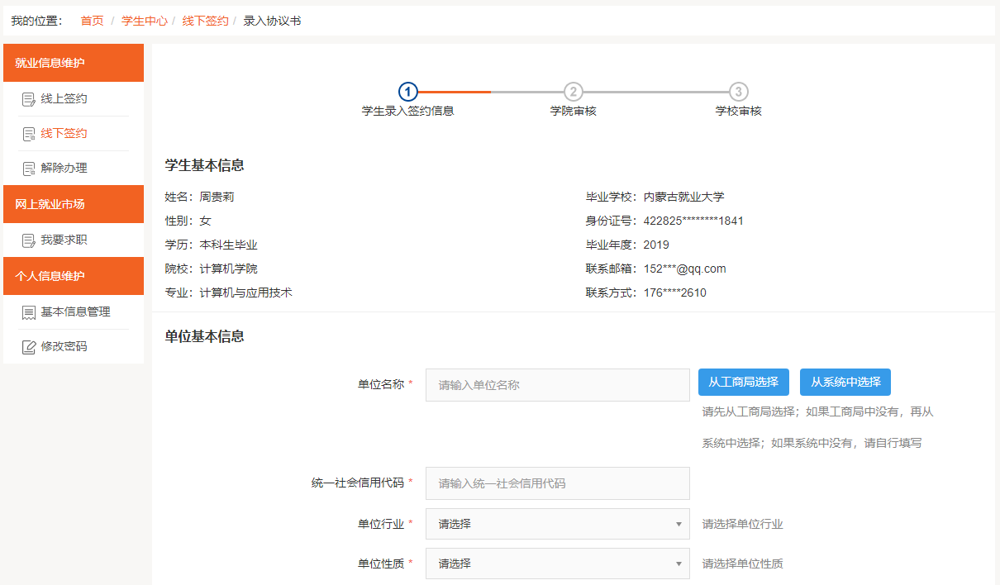 我的位置： 首页 / 学生中心 / 线下签约 / 录入协议书
就业信息维护
线上签约
线下签约
解除办理
网上就业市场
我要求职
个人信息维护
基本信息管理
修改密码
1 2 3
学生录入签约信息 学院审核 学校审核
学生基本信息
姓名：周贵莉 毕业学校：内蒙古就业大学
性别：女 身份证号：422825********1841
学历：本科生毕业 毕业年度：2019
院校：计算机学院 联系邮箱：152***@qq.com
专业：计算机与应用技术 联系方式：176****2610
单位基本信息
单位名称 * 请输入单位名称 从工商局选择 从系统中选择
请先从工商局选择；如果工商局中没有，再从
系统中选择；如果系统中没有，请自行填写
统一社会信用代码 * 请输入统一社会信用代码
单位行业 * 请选择 请选择单位行业
单位性质 * 请选择 请选择单位性质